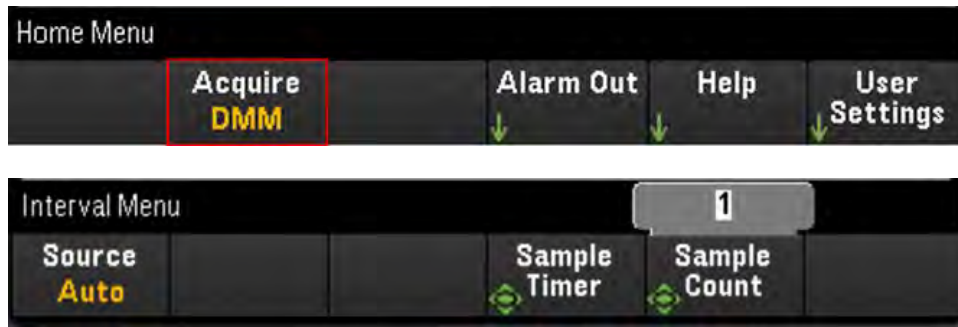 Home Menu
Acquire
DMM
Alarm Out
Help
User
Settings
Interval Menu
1
Source
Auto
Sample
Timer
Sample
Count